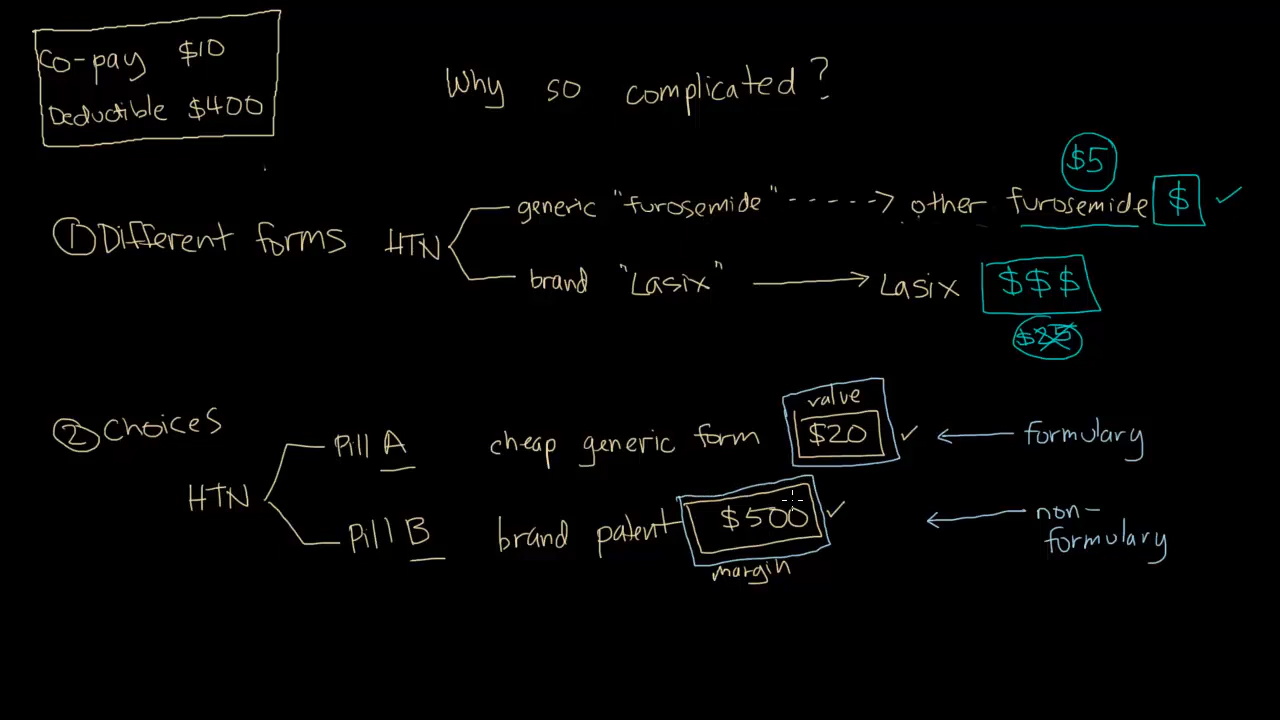 Co-pay $10
Deductible $400
Why so complicated?
① Different forms HTN
generic "furosemide" -----> other furosemide $ ✓
$5
brand "Lasix" → Lasix $$$
$25
② Choices
HTN
Pill A cheap generic form $20 ✓ ← formulary
value
Pill B brand patent $500 ✓ ← non-
formulary
margin